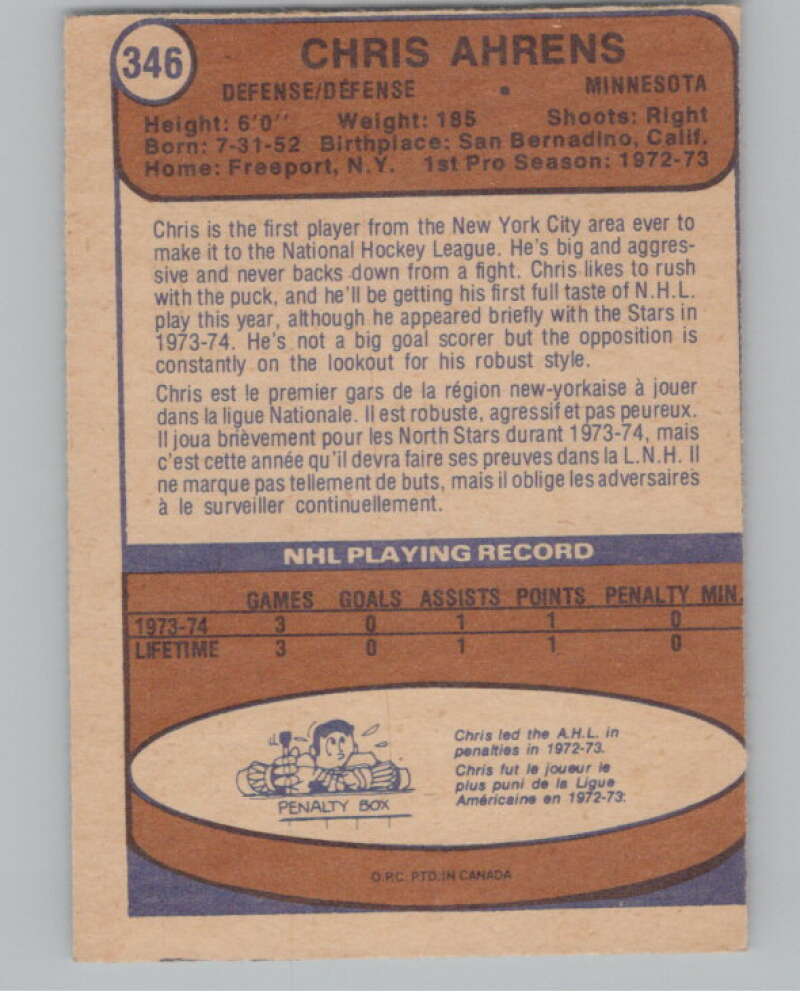 346
CHRIS AHRENS
DEFENSE/DÉFENSE • MINNESOTA
Height: 6'0'' Weight: 185 Shoots: Right
Born: 7-31-52 Birthplace: San Bernadino, Calif.
Home: Freeport, N.Y. 1st Pro Season: 1972-73
Chris is the first player from the New York City area ever to
make it to the National Hockey League. He's big and aggres-
sive and never backs down from a fight. Chris likes to rush
with the puck, and he'll be getting his first full taste of N.H.L.
play this year, although he appeared briefly with the Stars in
1973-74. He's not a big goal scorer but the opposition is
constantly on the lookout for his robust style.
Chris est le premier gars de la région new-yorkaise à jouer
dans la ligue Nationale. Il est robuste, agressif et pas peureux.
Il joua brièvement pour les North Stars durant 1973-74, mais
c'est cette année qu'il devra faire ses preuves dans la L.N.H. Il
ne marque pas tellement de buts, mais il oblige les adversaires
à le surveiller continuellement.
NHL PLAYING RECORD
GAMES GOALS ASSISTS POINTS PENALTY MIN.
1973-74 3 0 1 1 0
LIFETIME 3 0 1 1 0
Chris led the A.H.L. in
penalties in 1972-73.
Chris fut le joueur le
plus puni de la Ligue
Américaine en 1972-73.
PENALTY BOX
O.P.C. PTD. IN CANADA